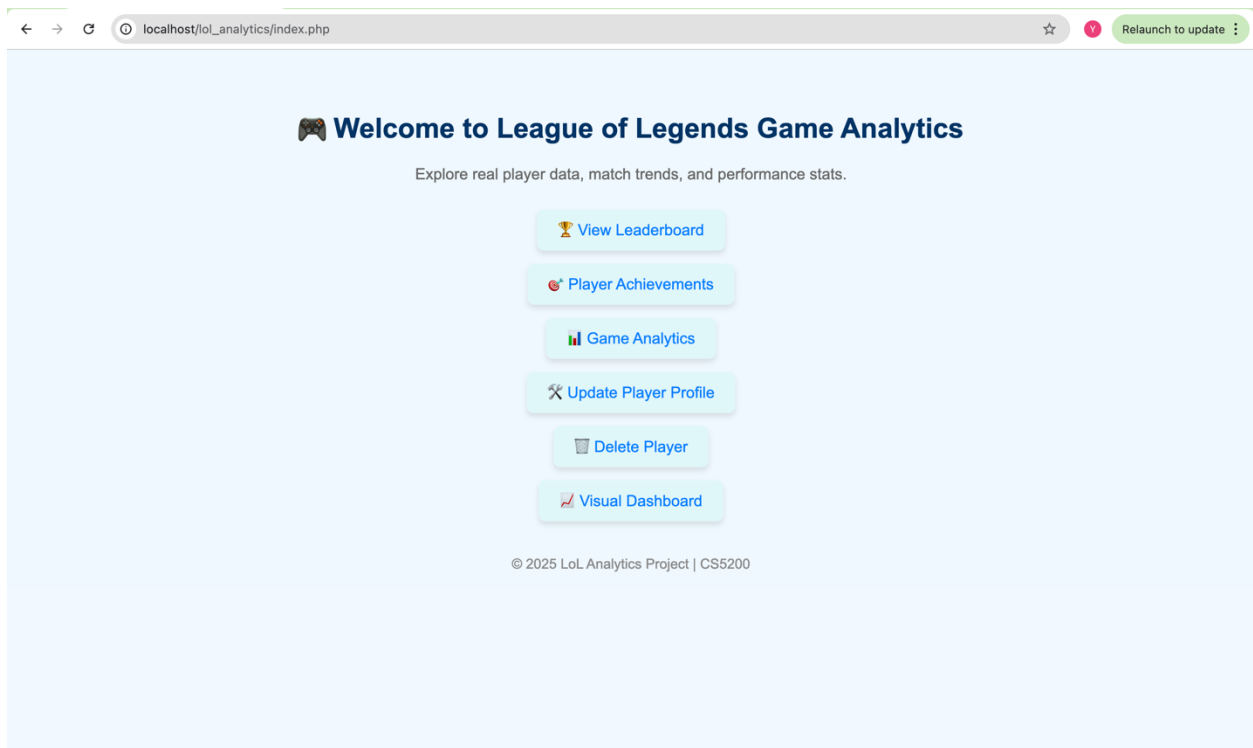 localhost/lol_analytics/index.php
Y
Relaunch to update
🎮 Welcome to League of Legends Game Analytics
Explore real player data, match trends, and performance stats.
🏆 View Leaderboard
🎯 Player Achievements
📊 Game Analytics
🛠️ Update Player Profile
🗑️ Delete Player
📈 Visual Dashboard
© 2025 LoL Analytics Project | CS5200